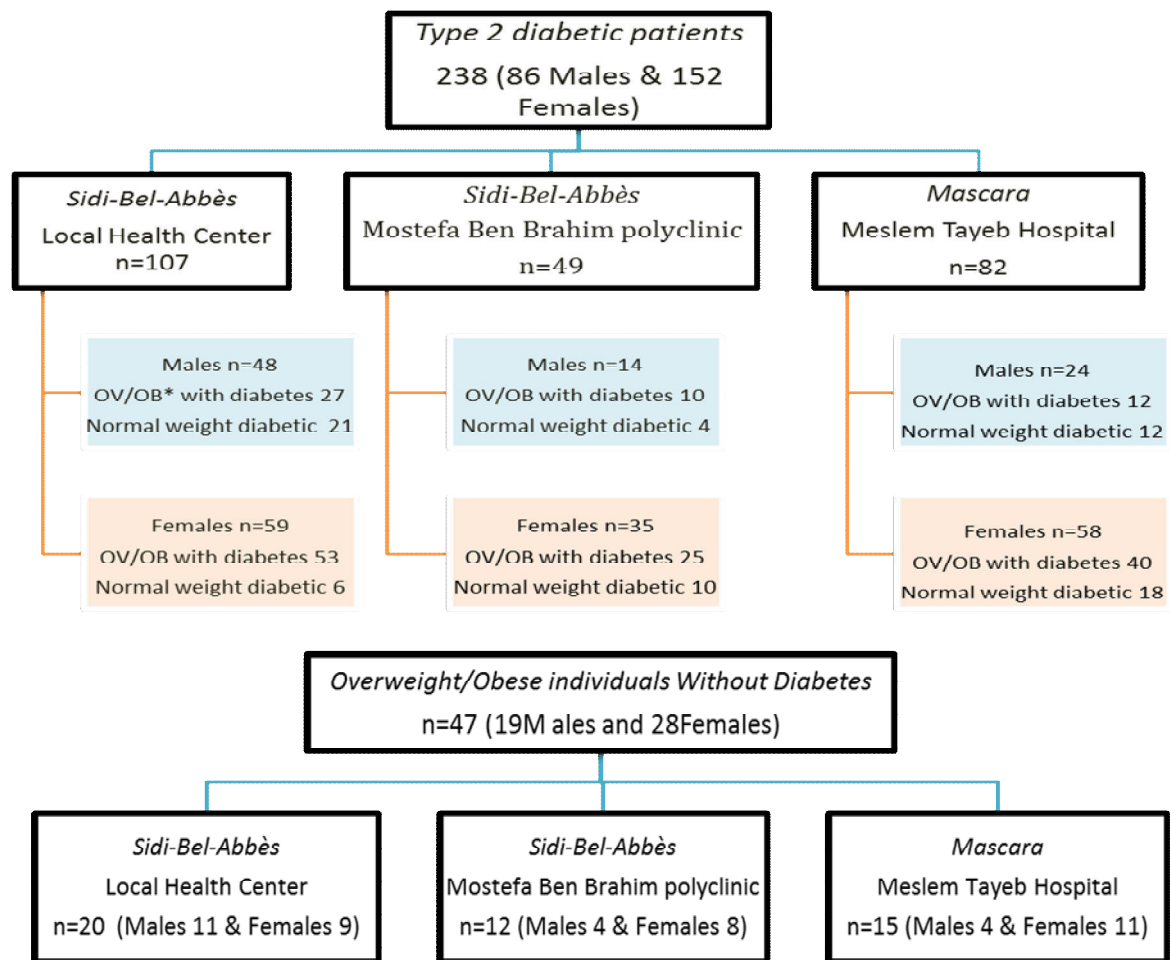 Type 2 diabetic patients
238 (86 Males & 152
Females)
Sidi-Bel-Abbès
Local Health Center
n=107
Sidi-Bel-Abbès
Mostefa Ben Brahim polyclinic
n=49
Mascara
Meslem Tayeb Hospital
n=82
Males n=48
OV/OB* with diabetes 27
Normal weight diabetic 21
Males n=14
OV/OB with diabetes 10
Normal weight diabetic 4
Males n=24
OV/OB with diabetes 12
Normal weight diabetic 12
Females n=59
OV/OB with diabetes 53
Normal weight diabetic 6
Females n=35
OV/OB with diabetes 25
Normal weight diabetic 10
Females n=58
OV/OB with diabetes 40
Normal weight diabetic 18
Overweight/Obese individuals Without Diabetes
n=47 (19M ales and 28Females)
Sidi-Bel-Abbès
Local Health Center
n=20 (Males 11 & Females 9)
Sidi-Bel-Abbès
Mostefa Ben Brahim polyclinic
n=12 (Males 4 & Females 8)
Mascara
Meslem Tayeb Hospital
n=15 (Males 4 & Females 11)